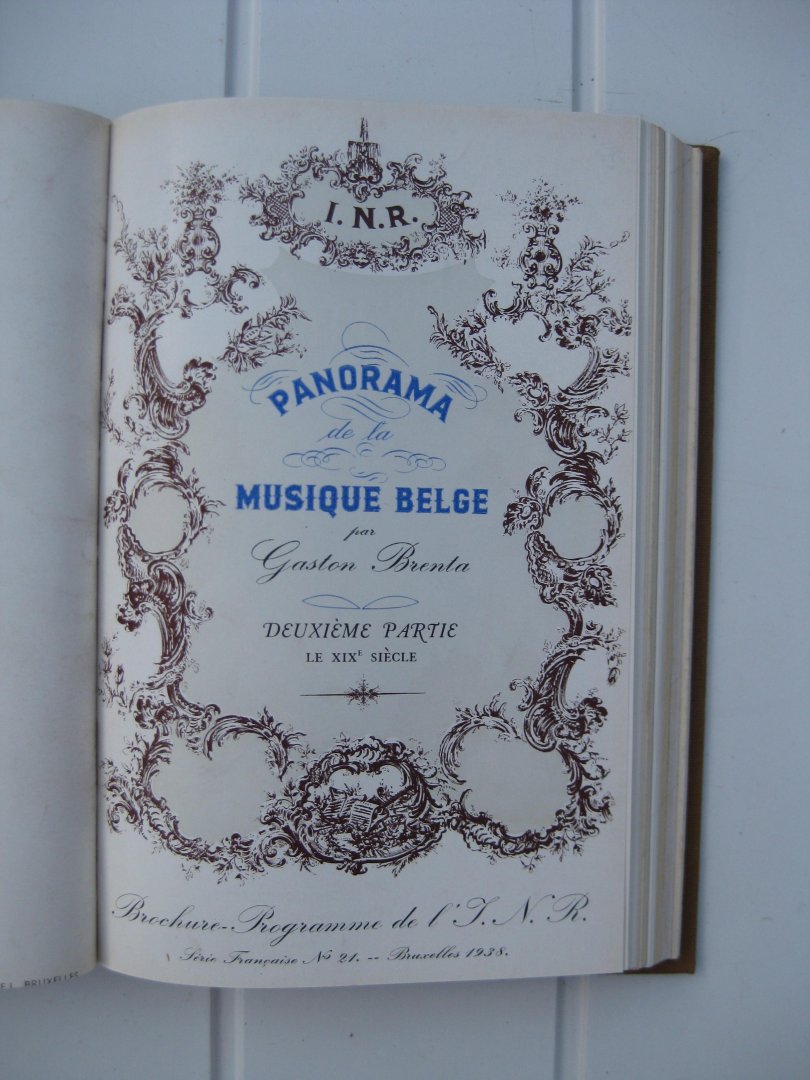 I. N. R.
PANORAMA
de la
MUSIQUE BELGE
par
Gaston Brenta
DEUXIÈME PARTIE
LE XIXᴱ SIÈCLE
Brochure-Programme de l'I. N. R.
Série Française Nº 21. -- Bruxelles 1938.
BRUXELLES